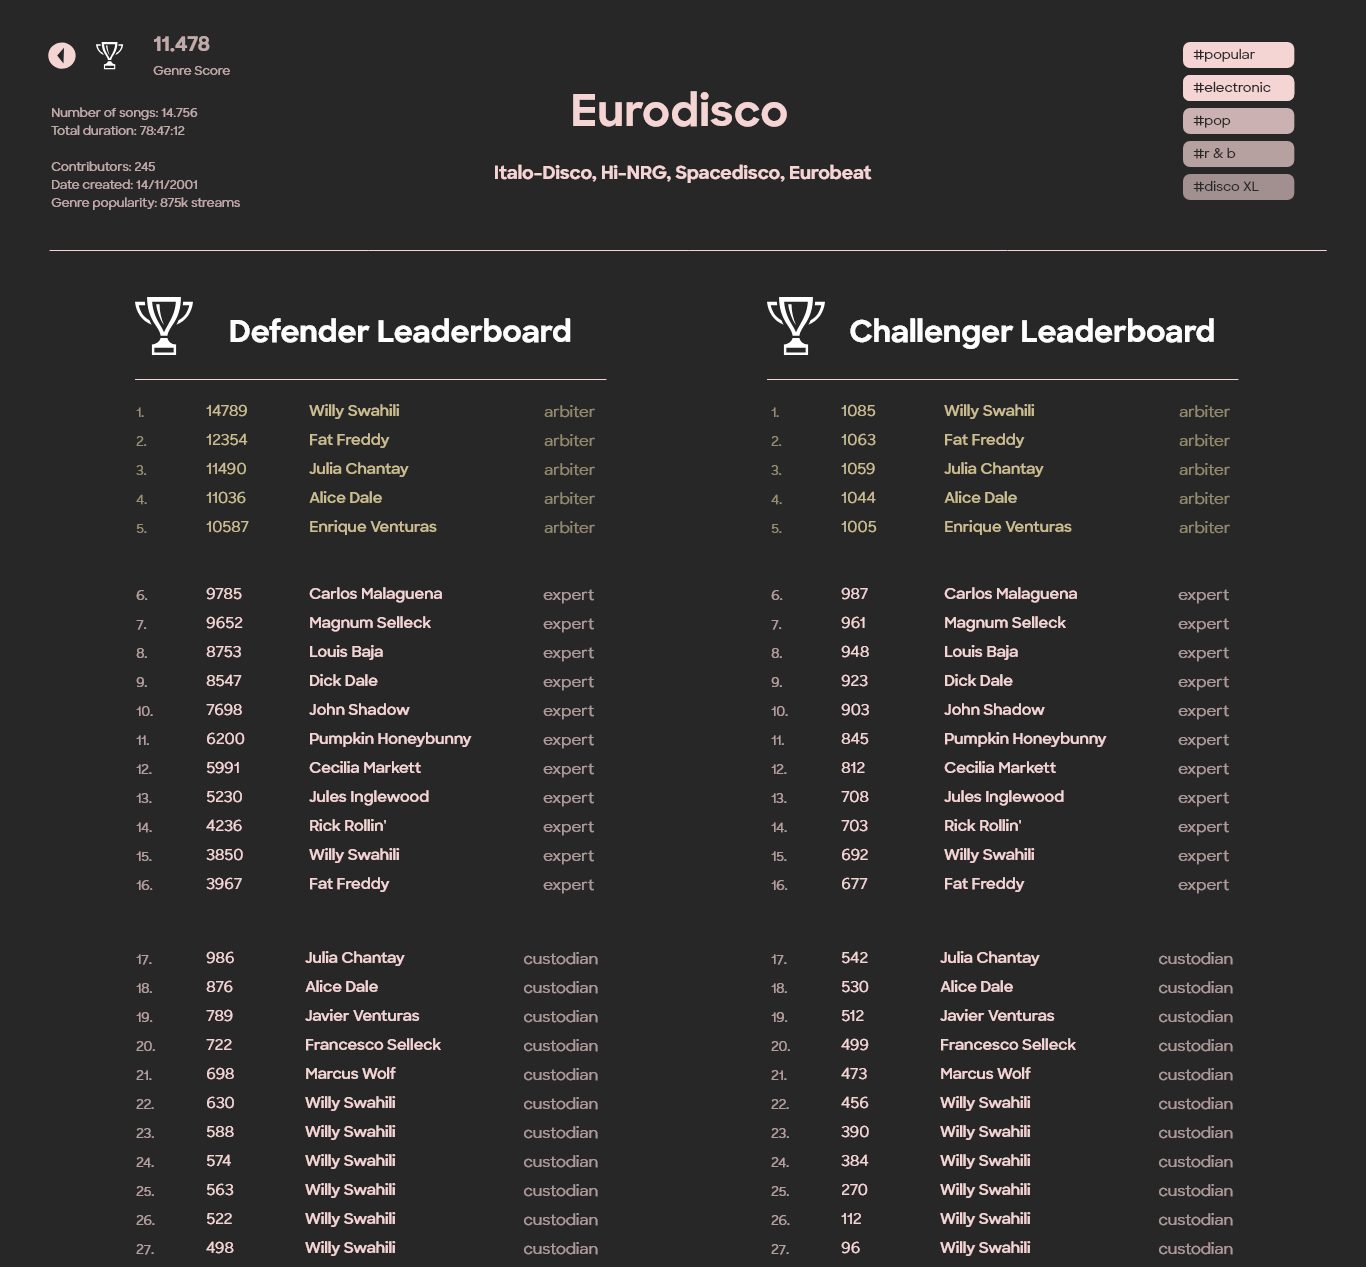 11.478
Genre Score
Number of songs: 14.756
Total duration: 78:47:12
Contributors: 245
Date created: 14/11/2001
Genre popularity: 875k streams
Eurodisco
Italo-Disco, Hi-NRG, Spacedisco, Eurobeat
#popular
#electronic
#pop
#r & b
#disco XL
Defender Leaderboard
1. 14789 Willy Swahili arbiter
2. 12354 Fat Freddy arbiter
3. 11490 Julia Chantay arbiter
4. 11036 Alice Dale arbiter
5. 10587 Enrique Venturas arbiter
6. 9785 Carlos Malaguena expert
7. 9652 Magnum Selleck expert
8. 8753 Louis Baja expert
9. 8547 Dick Dale expert
10. 7698 John Shadow expert
11. 6200 Pumpkin Honeybunny expert
12. 5991 Cecilia Markett expert
13. 5230 Jules Inglewood expert
14. 4236 Rick Rollin' expert
15. 3850 Willy Swahili expert
16. 3967 Fat Freddy expert
17. 986 Julia Chantay custodian
18. 876 Alice Dale custodian
19. 789 Javier Venturas custodian
20. 722 Francesco Selleck custodian
21. 698 Marcus Wolf custodian
22. 630 Willy Swahili custodian
23. 588 Willy Swahili custodian
24. 574 Willy Swahili custodian
25. 563 Willy Swahili custodian
26. 522 Willy Swahili custodian
27. 498 Willy Swahili custodian
Challenger Leaderboard
1. 1085 Willy Swahili arbiter
2. 1063 Fat Freddy arbiter
3. 1059 Julia Chantay arbiter
4. 1044 Alice Dale arbiter
5. 1005 Enrique Venturas arbiter
6. 987 Carlos Malaguena expert
7. 961 Magnum Selleck expert
8. 948 Louis Baja expert
9. 923 Dick Dale expert
10. 903 John Shadow expert
11. 845 Pumpkin Honeybunny expert
12. 812 Cecilia Markett expert
13. 708 Jules Inglewood expert
14. 703 Rick Rollin' expert
15. 692 Willy Swahili expert
16. 677 Fat Freddy expert
17. 542 Julia Chantay custodian
18. 530 Alice Dale custodian
19. 512 Javier Venturas custodian
20. 499 Francesco Selleck custodian
21. 473 Marcus Wolf custodian
22. 456 Willy Swahili custodian
23. 390 Willy Swahili custodian
24. 384 Willy Swahili custodian
25. 270 Willy Swahili custodian
26. 112 Willy Swahili custodian
27. 96 Willy Swahili custodian